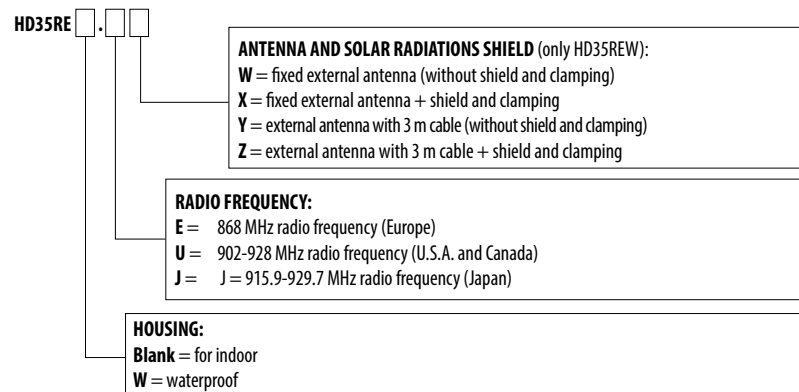 HD35RE .
ANTENNA AND SOLAR RADIATIONS SHIELD (only HD35REW):
W = fixed external antenna (without shield and clamping)
X = fixed external antenna + shield and clamping
Y = external antenna with 3 m cable (without shield and clamping)
Z = external antenna with 3 m cable + shield and clamping
RADIO FREQUENCY:
E = 868 MHz radio frequency (Europe)
U = 902-928 MHz radio frequency (U.S.A. and Canada)
J = J = 915.9-929.7 MHz radio frequency (Japan)
HOUSING:
Blank = for indoor
W = waterproof